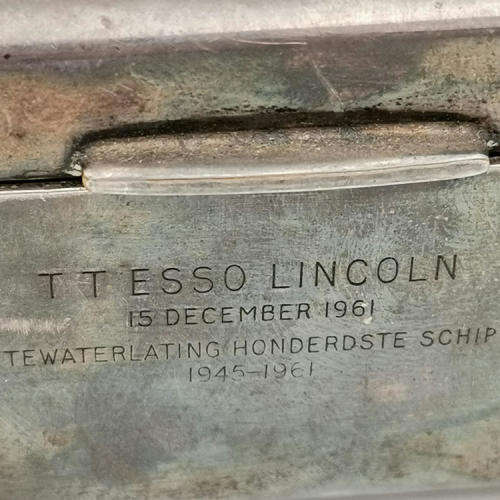 T T ESSO LINCOLN
15 DECEMBER 1961
TEWATERLATING HONDERDSTE SCHIP
1945-1961